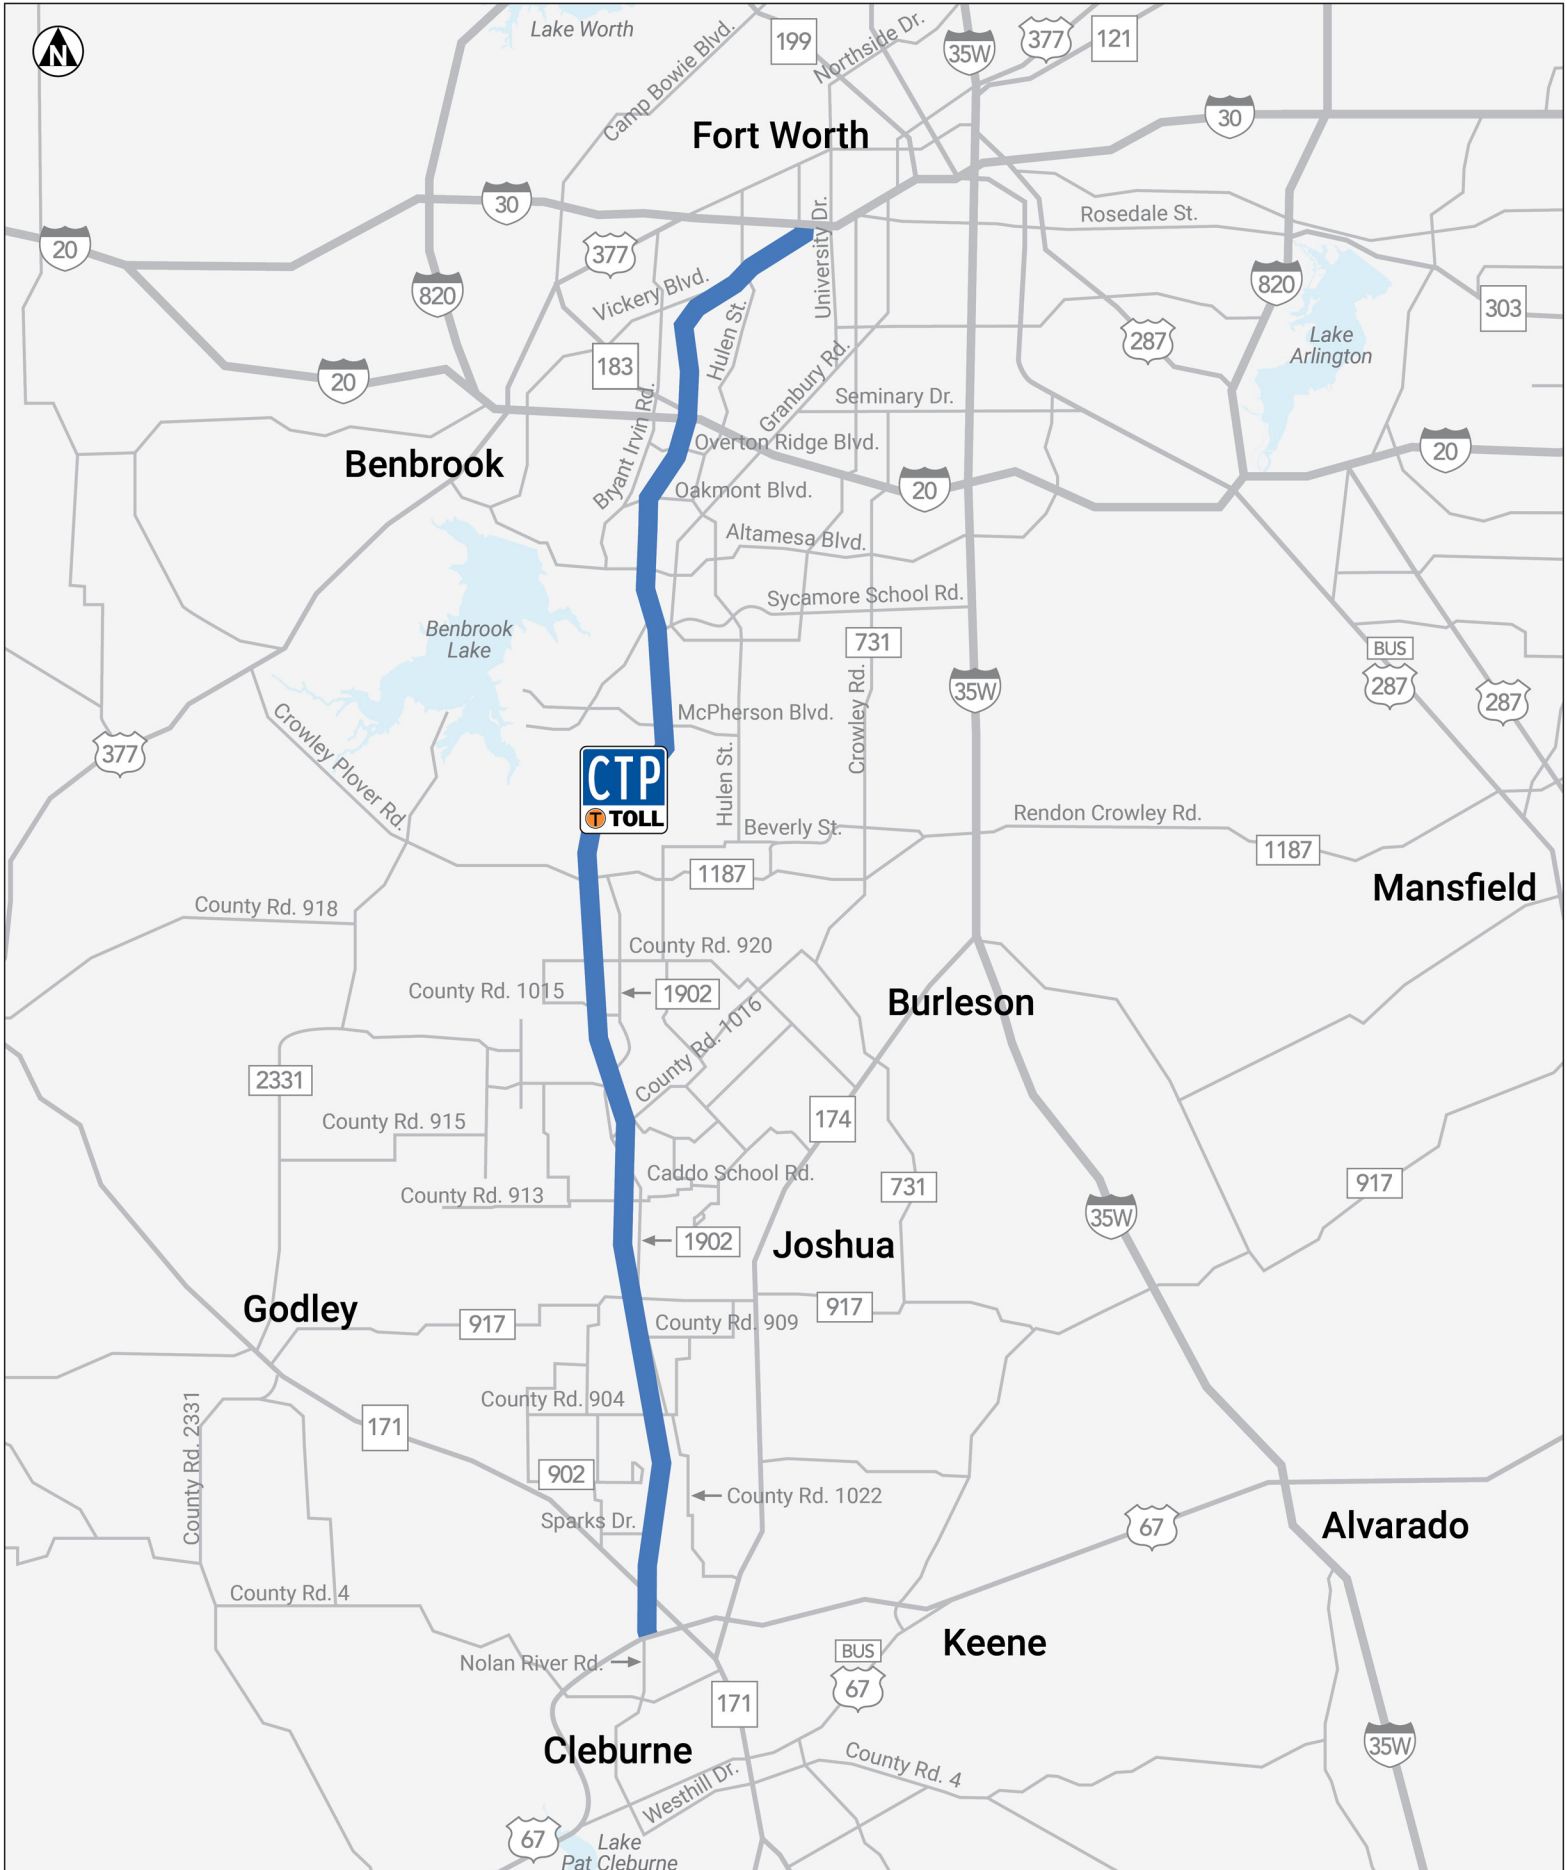 N
Lake Worth
Camp Bowie Blvd.
199
Northside Dr.
35W
377
121
Fort Worth
30
30
20
377
820
Vickery Blvd.
Hulen St.
University Dr.
Rosedale St.
820
303
287
Lake
Arlington
183
20
Bryant Irvin Rd.
Granbury Rd.
Seminary Dr.
Overton Ridge Blvd.
Benbrook
20
20
Oakmont Blvd.
Altamesa Blvd.
Sycamore School Rd.
Benbrook
Lake
731
BUS
287
287
35W
McPherson Blvd.
Crowley Rd.
377
Crowley Plover Rd.
CTP
T TOLL
Hulen St.
Beverly St.
Rendon Crowley Rd.
1187
1187
Mansfield
County Rd. 918
County Rd. 920
County Rd. 1015
1902
Burleson
County Rd. 1016
2331
County Rd. 915
174
Caddo School Rd.
County Rd. 913
731
917
35W
1902
Joshua
Godley
917
917
County Rd. 909
County Rd. 904
County Rd. 2331
171
902
County Rd. 1022
Sparks Dr.
67
Alvarado
County Rd. 4
Keene
Nolan River Rd.
BUS
67
171
Cleburne
35W
County Rd. 4
Westhill Dr.
67
Lake
Pat Cleburne